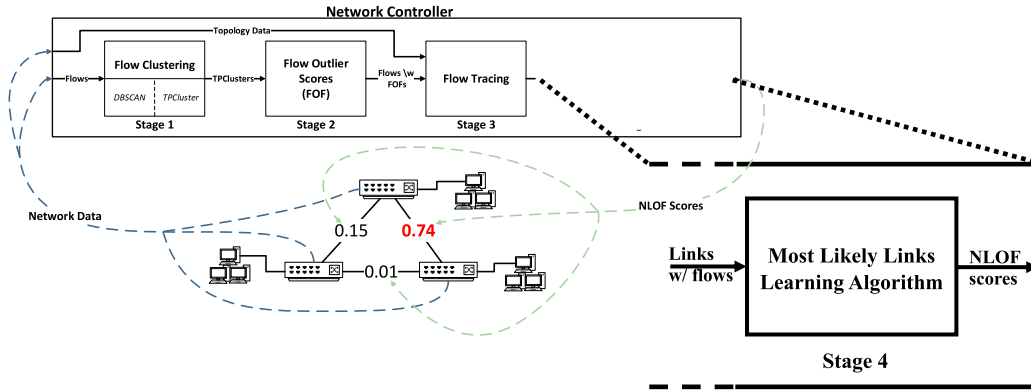 Network Controller
Topology Data
Flows
Flow Clustering
DBSCAN
TPCluster
Stage 1
TPClusters
Flow Outlier
Scores
(FOF)
Stage 2
Flows \w
FOFs
Flow Tracing
Stage 3
Network Data
NLOF Scores
0.15
0.74
0.01
Links
w/ flows
Most Likely Links
Learning Algorithm
NLOF
scores
Stage 4